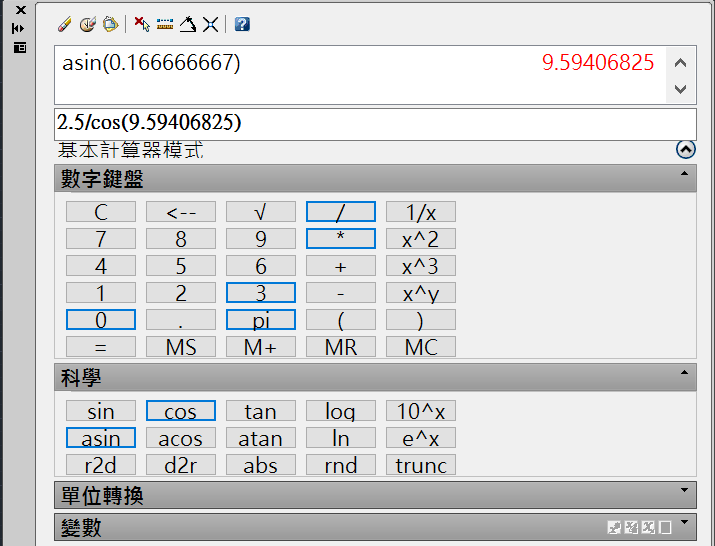 asin(0.166666667) 9.59406825
2.5/cos(9.59406825)
基本計算器模式
數字鍵盤
C <-- √ / 1/x
7 8 9 * x^2
4 5 6 + x^3
1 2 3 - x^y
0 . pi ( )
= MS M+ MR MC
科學
sin cos tan log 10^x
asin acos atan ln e^x
r2d d2r abs rnd trunc
單位轉換
變數